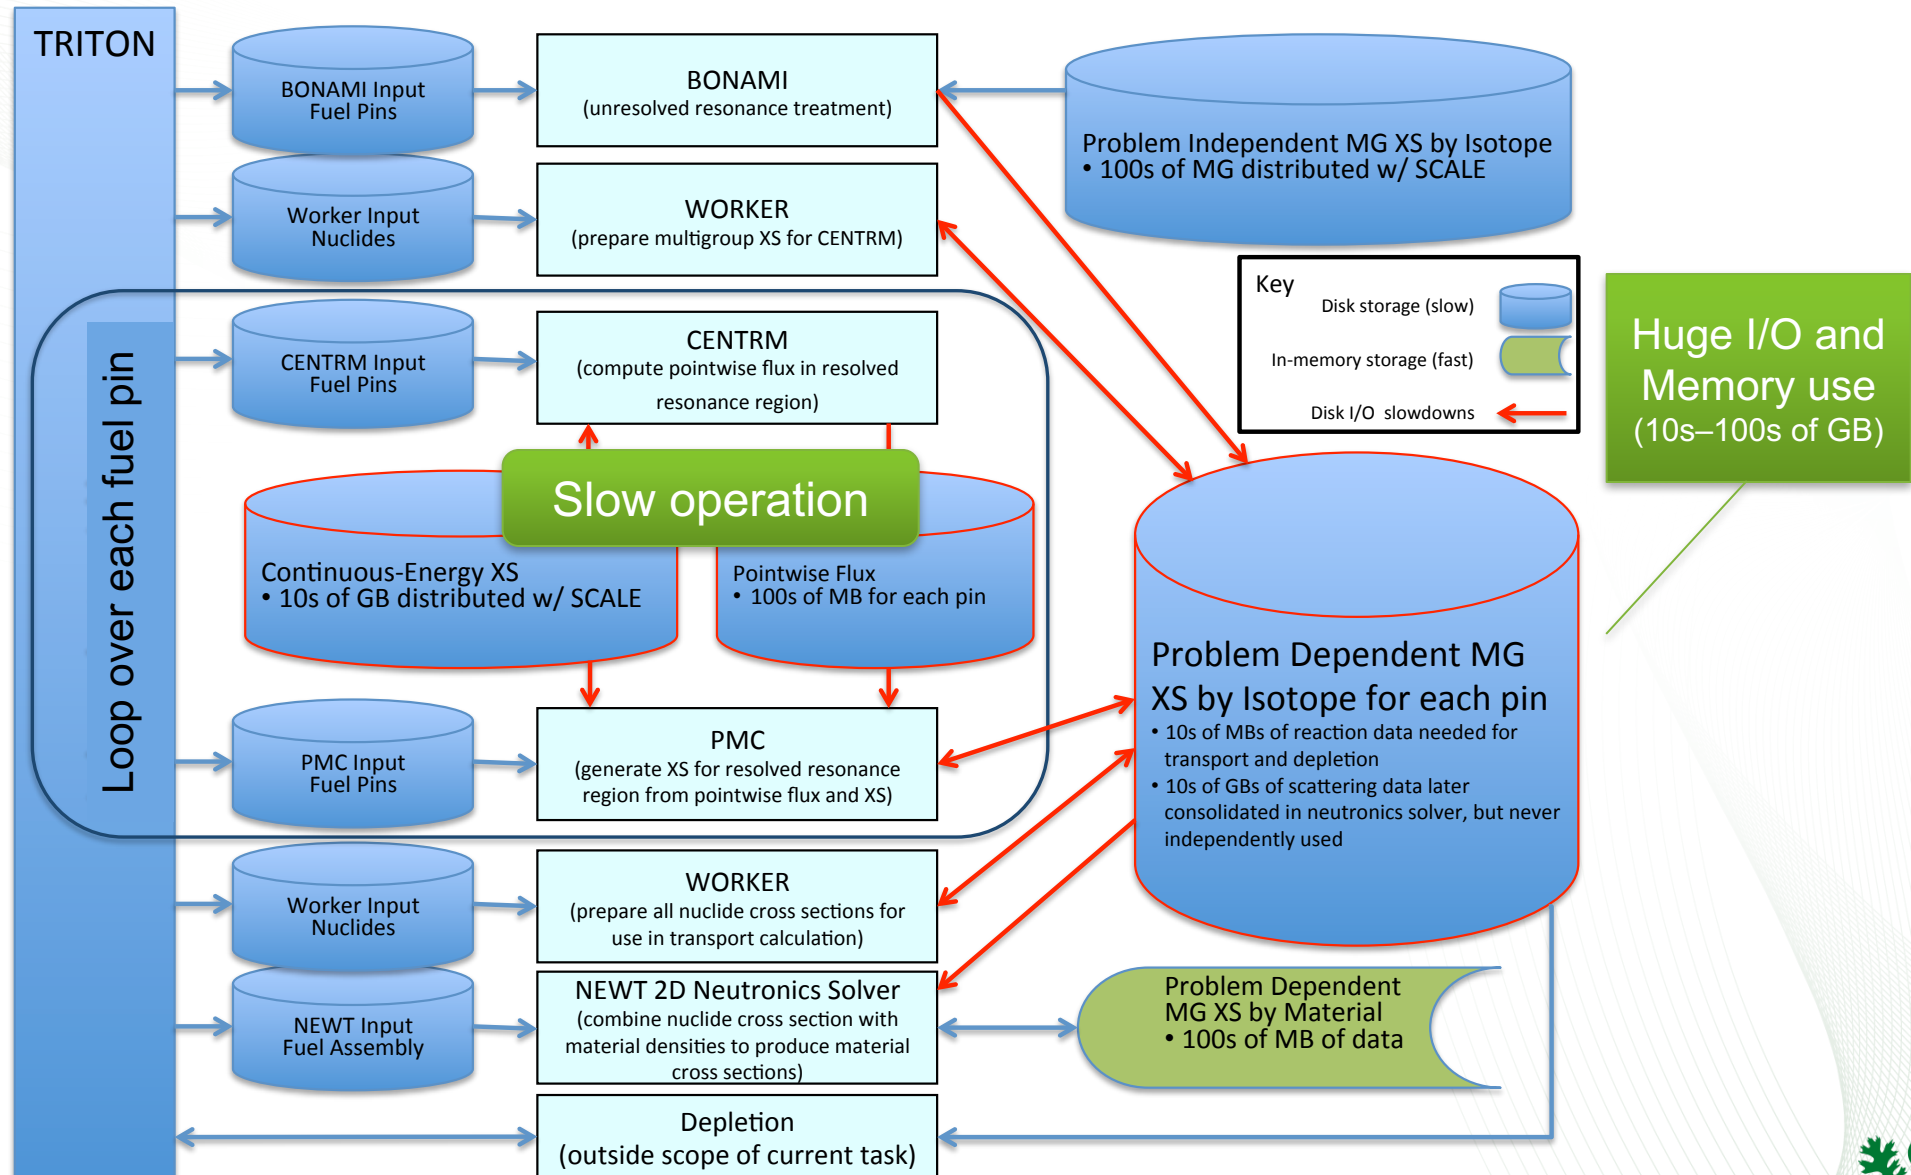 TRITON
BONAMI Input
Fuel Pins
BONAMI
(unresolved resonance treatment)
Problem Independent MG XS by Isotope
• 100s of MG distributed w/ SCALE
Worker Input
Nuclides
WORKER
(prepare multigroup XS for CENTRM)
Key
Disk storage (slow)
In-memory storage (fast)
Disk I/O slowdowns
Huge I/O and
Memory use
(10s–100s of GB)
Loop over each fuel pin
CENTRM Input
Fuel Pins
CENTRM
(compute pointwise flux in resolved
resonance region)
Slow operation
Continuous-Energy XS
• 10s of GB distributed w/ SCALE
Pointwise Flux
• 100s of MB for each pin
Problem Dependent MG
XS by Isotope for each pin
• 10s of MBs of reaction data needed for
transport and depletion
• 10s of GBs of scattering data later
consolidated in neutronics solver, but never
independently used
PMC Input
Fuel Pins
PMC
(generate XS for resolved resonance
region from pointwise flux and XS)
Worker Input
Nuclides
WORKER
(prepare all nuclide cross sections for
use in transport calculation)
NEWT Input
Fuel Assembly
NEWT 2D Neutronics Solver
(combine nuclide cross section with
material densities to produce material
cross sections)
Problem Dependent
MG XS by Material
• 100s of MB of data
Depletion
(outside scope of current task)